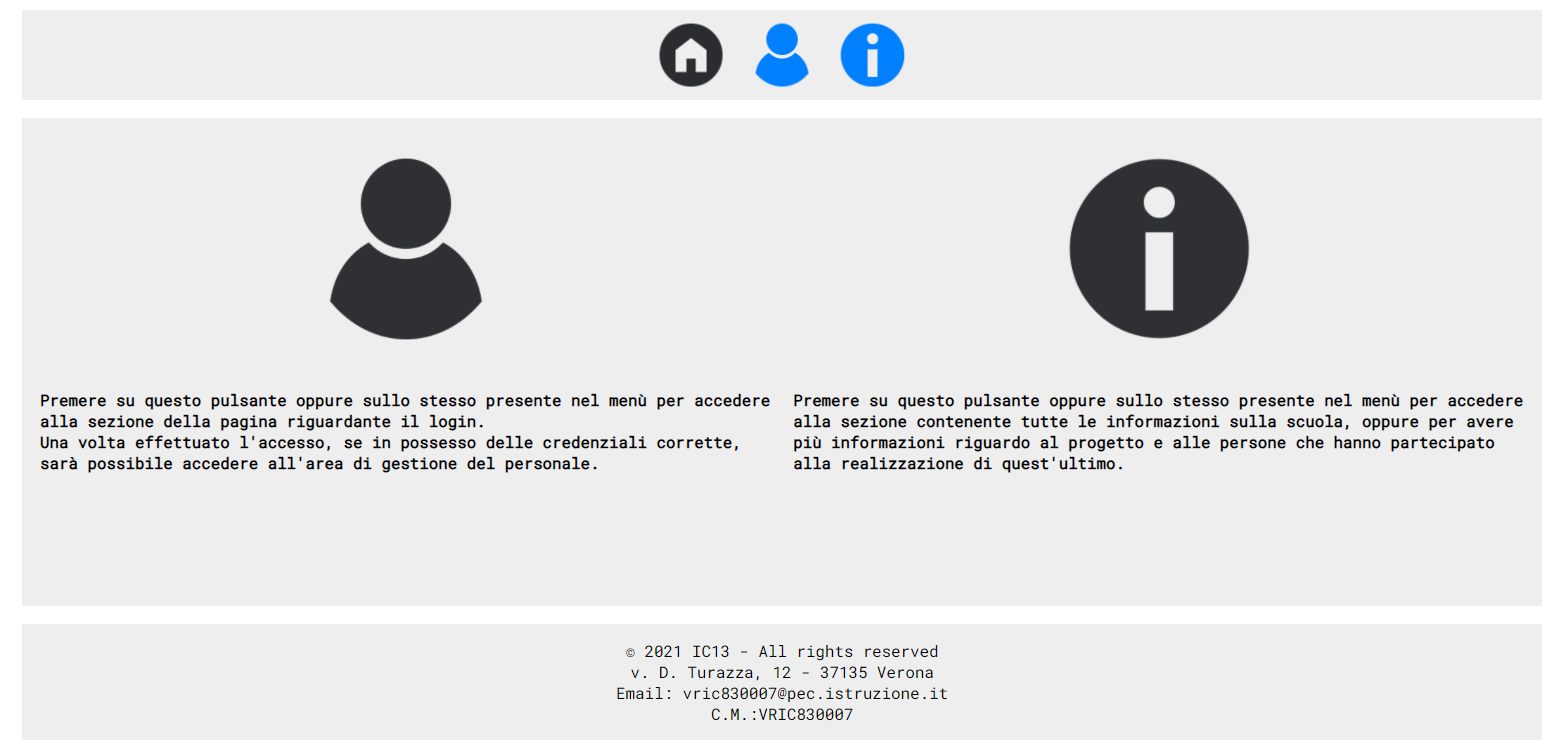 Premere su questo pulsante oppure sullo stesso presente nel menù per accedere
alla sezione della pagina riguardante il login.
Una volta effettuato l'accesso, se in possesso delle credenziali corrette,
sarà possibile accedere all'area di gestione del personale.
Premere su questo pulsante oppure sullo stesso presente nel menù per accedere
alla sezione contenente tutte le informazioni sulla scuola, oppure per avere
più informazioni riguardo al progetto e alle persone che hanno partecipato
alla realizzazione di quest'ultimo.
© 2021 IC13 - All rights reserved
v. D. Turazza, 12 - 37135 Verona
Email: vric830007@pec.istruzione.it
C.M.:VRIC830007